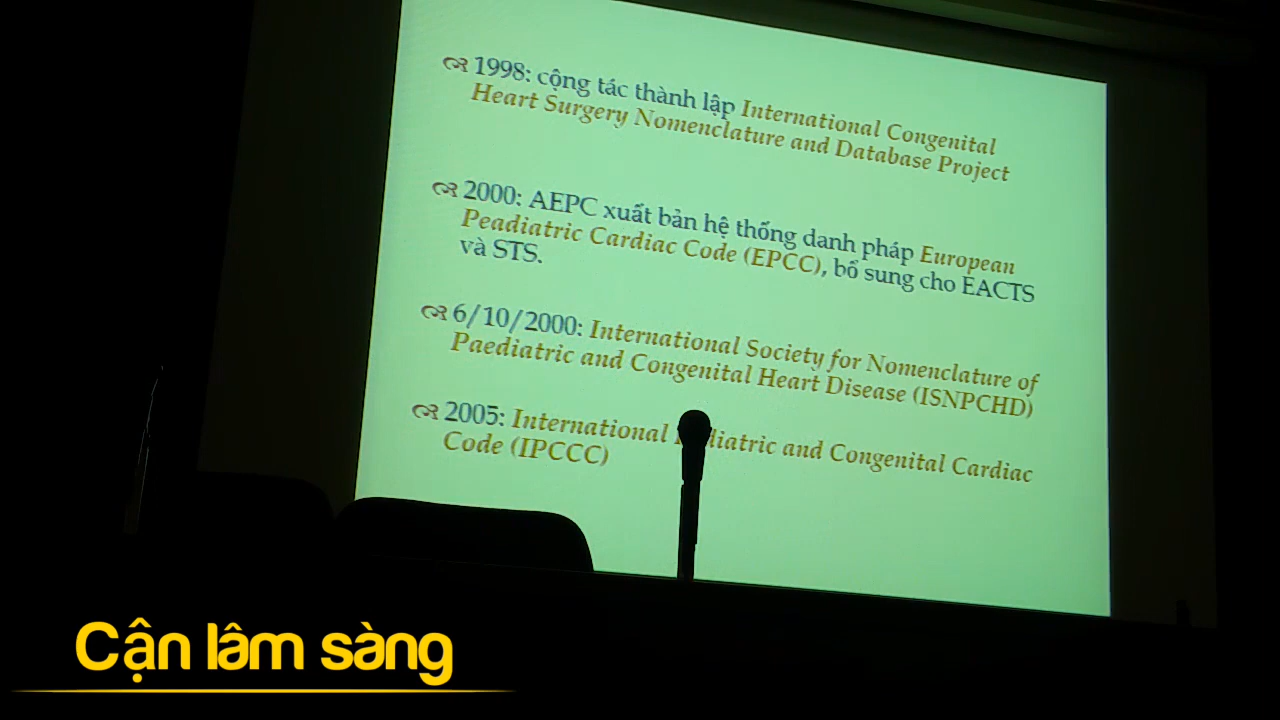 1998: cộng tác thành lập International Congenital
Heart Surgery Nomenclature and Database Project
2000: AEPC xuất bản hệ thống danh pháp European
Peadiatric Cardiac Code (EPCC), bổ sung cho EACTS
và STS.
6/10/2000: International Society for Nomenclature of
Paediatric and Congenital Heart Disease (ISNPCHD)
2005: International and Congenital Cardiac
Code (IPCCC)
Cận lâm sàng